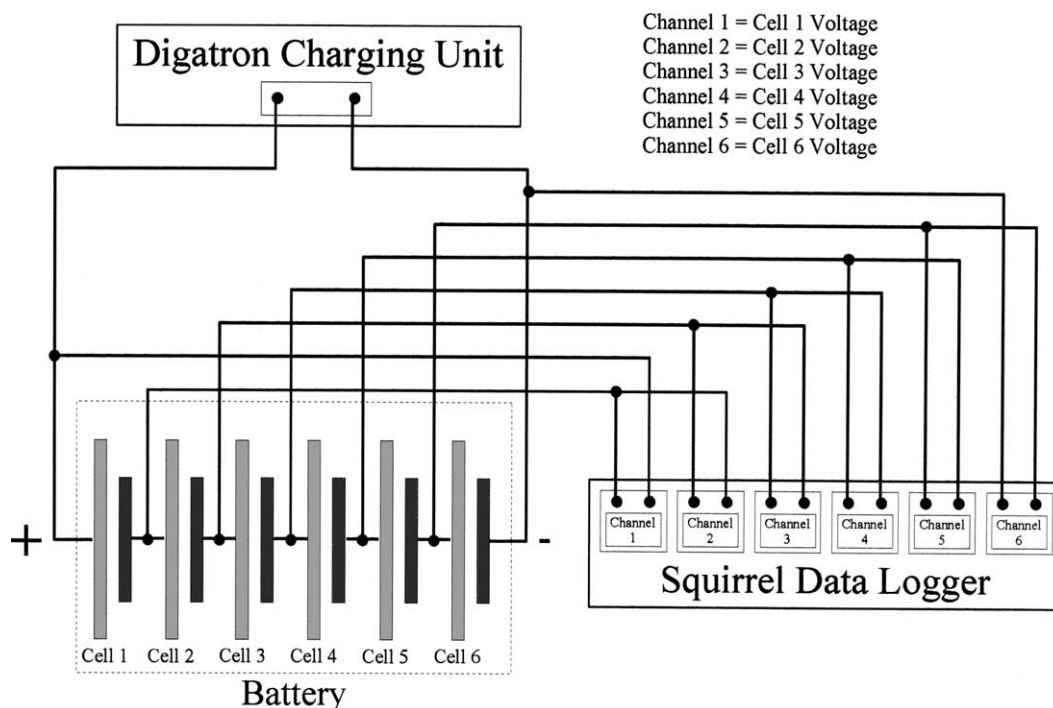 Digatron Charging Unit
Channel 1 = Cell 1 Voltage
Channel 2 = Cell 2 Voltage
Channel 3 = Cell 3 Voltage
Channel 4 = Cell 4 Voltage
Channel 5 = Cell 5 Voltage
Channel 6 = Cell 6 Voltage
+
-
Cell 1 Cell 2 Cell 3 Cell 4 Cell 5 Cell 6
Battery
Channel
1
Channel
2
Channel
3
Channel
4
Channel
5
Channel
6
Squirrel Data Logger